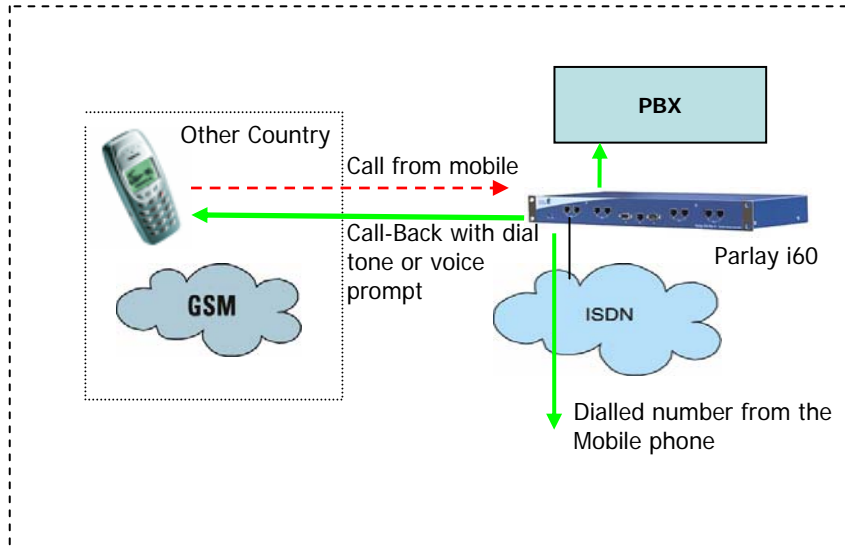 PBX
Other Country
Call from mobile
Call-Back with dial
tone or voice
prompt
Parlay i60
GSM
ISDN
Dialled number from the
Mobile phone